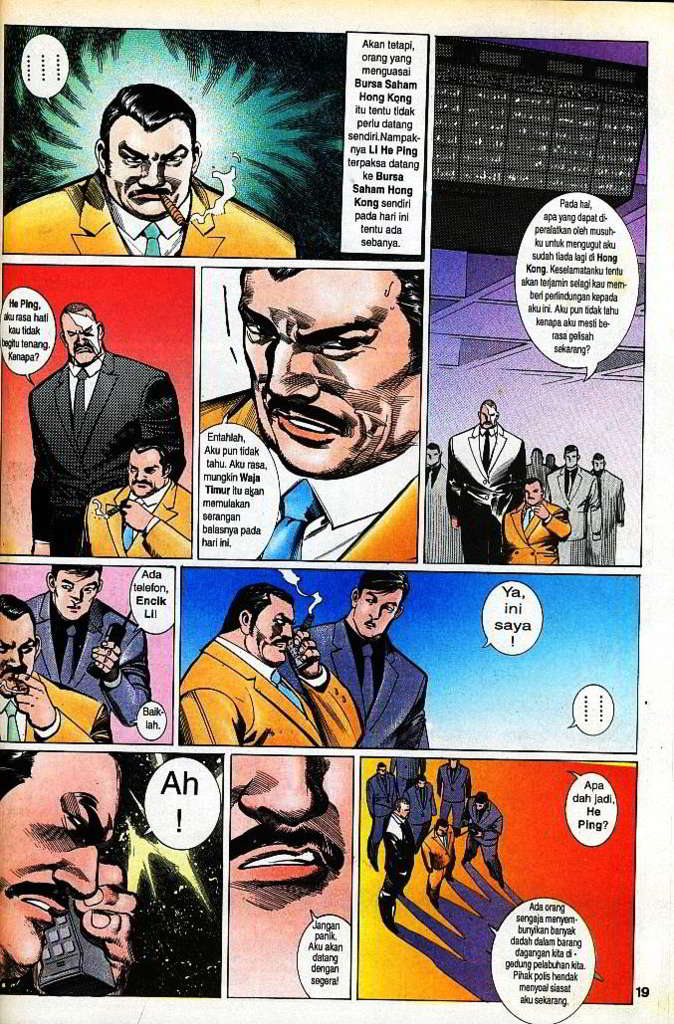 Akan tetapi,
orang yang
menguasai
Bursa Saham
Hong Kong
itu tentu tidak
perlu datang
sendiri.Nampak-
nya Li He Ping
terpaksa datang
ke Bursa
Saham Hong
Kong sendiri
pada hari ini
tentu ada
sebanya.
Pada hal,
apa yang dapat di-
peralatkan oleh musuh-
ku untuk mengugut aku
sudah tiada lagi di Hong
Kong. Keselamatanku tentu
akan terjamin selagi kau mem-
beri perlindungan kepada
aku ini. Aku pun tidak tahu
kenapa aku mesti be-
rasa gelisah
sekarang?
He Ping,
aku rasa hati
kau tidak
begitu tenang.
Kenapa?
Entahlah,
Aku pun tidak
tahu. Aku rasa,
mungkin Waja
Timur itu akan
memulakan
serangan
balasnya pada
hari ini.
Ada
telefon,
Encik
Li!
Baik-
lah.
Ya,
ini
saya
!
Ah
!
Jangan
panik.
Aku akan
datang
dengan
segera!
Apa
dah jadi,
He
Ping?
Ada orang
sengaja menyem-
bunyikan banyak
dadah dalam barang
dagangan kita di -
gedung pelabuhan kita.
Pihak polis hendak
menyoal siasat
aku sekarang.
19